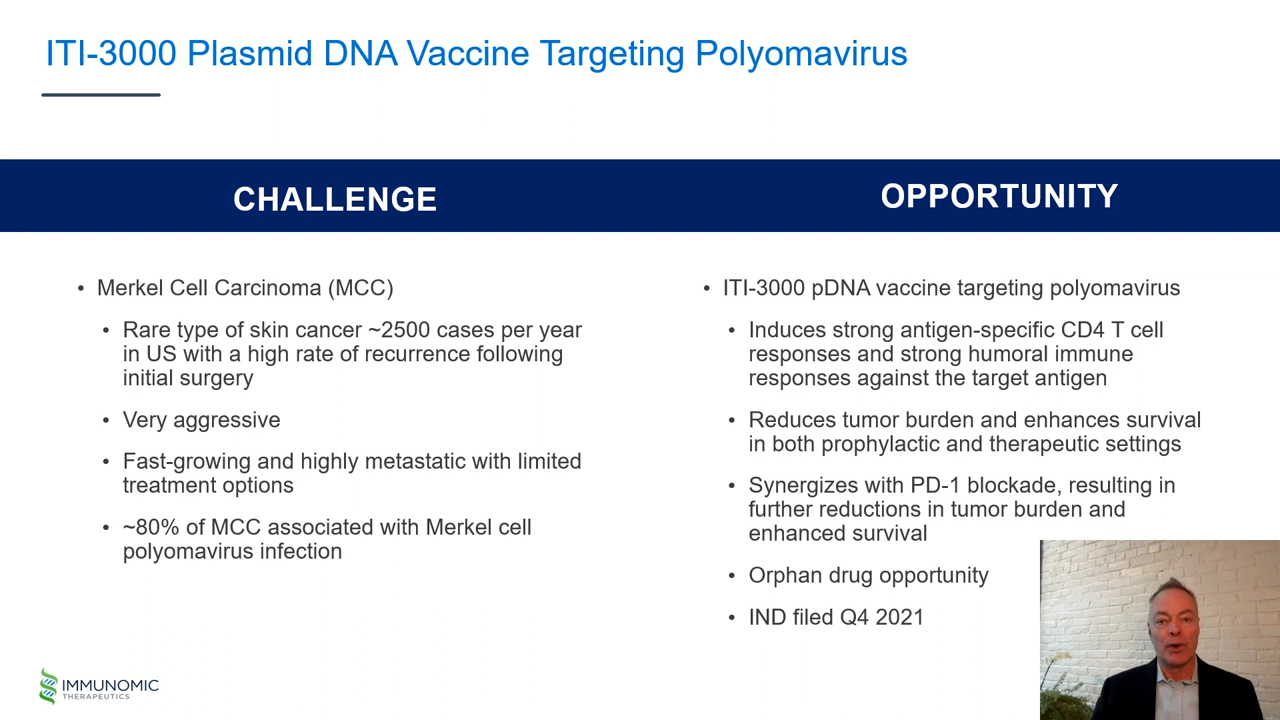 ITI-3000 Plasmid DNA Vaccine Targeting Polyomavirus
CHALLENGE
• Merkel Cell Carcinoma (MCC)
• Rare type of skin cancer ~2500 cases per year
in US with a high rate of recurrence following
initial surgery
• Very aggressive
• Fast-growing and highly metastatic with limited
treatment options
• ~80% of MCC associated with Merkel cell
polyomavirus infection
OPPORTUNITY
• ITI-3000 pDNA vaccine targeting polyomavirus
• Induces strong antigen-specific CD4 T cell
responses and strong humoral immune
responses against the target antigen
• Reduces tumor burden and enhances survival
in both prophylactic and therapeutic settings
• Synergizes with PD-1 blockade, resulting in
further reductions in tumor burden and
enhanced survival
• Orphan drug opportunity
• IND filed Q4 2021
IMMUNOMIC
THERAPEUTICS